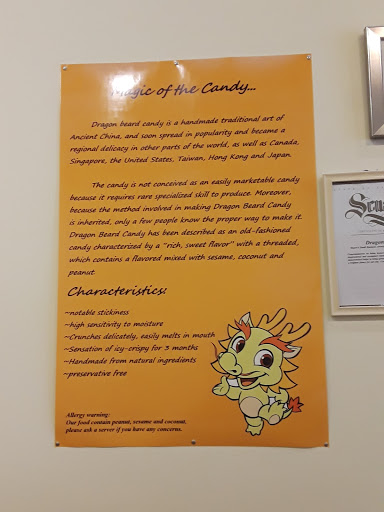 Magic of the Candy...
Dragon beard candy is a handmade traditional art of
Ancient China, and soon spread in popularity and became a
regional delicacy in other parts of the world, as well as Canada,
Singapore, the United States, Taiwan, Hong Kong and Japan.
The candy is not conceived as an easily marketable candy
because it requires rare specialized skill to produce. Moreover,
because the method involved in making Dragon Beard Candy
is inherited, only a few people know the proper way to make it.
Dragon Beard Candy has been described as an old-fashioned
candy characterized by a "rich, sweet flavor" with a threaded,
which contains a flavored mixed with sesame, coconut and
peanut
Characteristics:
~notable stickiness
~high sensitivity to moisture
~Crunches delicately, easily melts in mouth
~Sensation of icy-crispy for 3 months
~Handmade from natural ingredients
~preservative free
Allergy warning:
Our food contain peanut, sesame and coconut,
please ask a server if you have any concerns.
Dragon